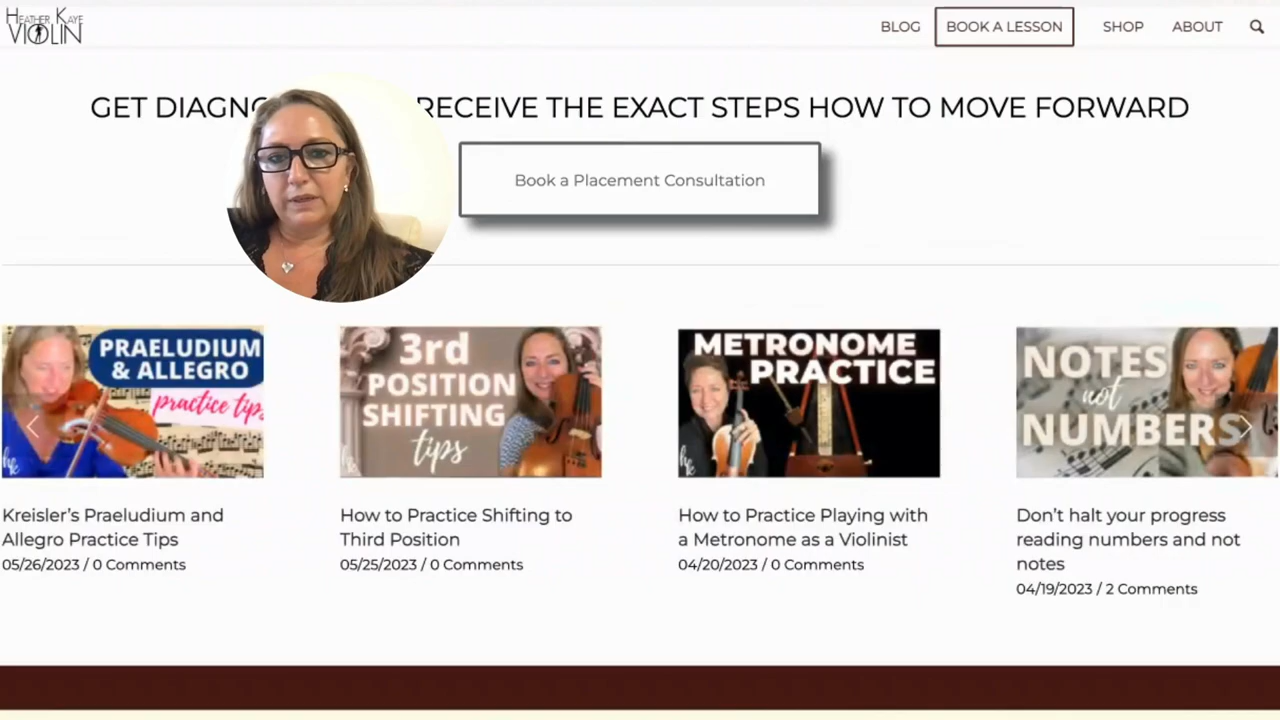 HEATHER KAYE
VIOLIN
BLOG
BOOK A LESSON
SHOP
ABOUT
GET DIAGNO RECEIVE THE EXACT STEPS HOW TO MOVE FORWARD
Book a Placement Consultation
PRAELUDIUM
& ALLEGRO
practice tips
hk
3rd
POSITION
SHIFTING
tips
hk
METRONOME
PRACTICE
hk
NOTES
not
NUMBERS
Kreisler’s Praeludium and
Allegro Practice Tips
05/26/2023 / 0 Comments
How to Practice Shifting to
Third Position
05/25/2023 / 0 Comments
How to Practice Playing with
a Metronome as a Violinist
04/20/2023 / 0 Comments
Don’t halt your progress
reading numbers and not
notes
04/19/2023 / 2 Comments